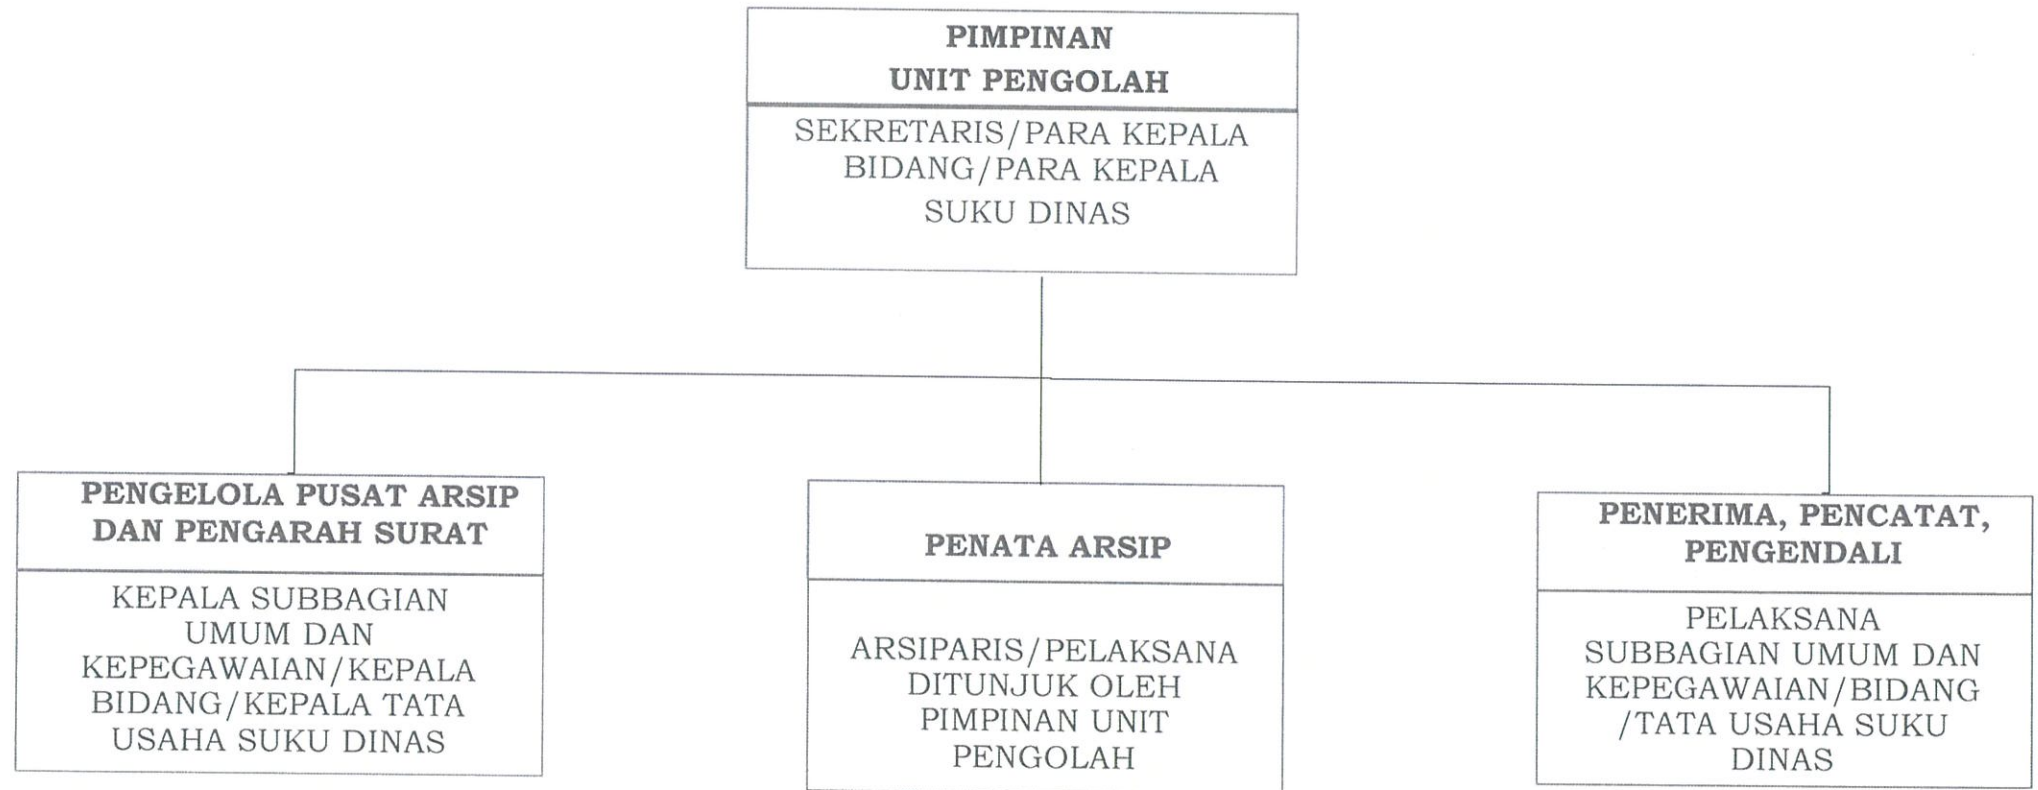 PIMPINAN
UNIT PENGOLAH
SEKRETARIS/PARA KEPALA
BIDANG/PARA KEPALA
SUKU DINAS
PENGELOLA PUSAT ARSIP
DAN PENGARAH SURAT
KEPALA SUBBAGIAN
UMUM DAN
KEPEGAWAIAN/KEPALA
BIDANG/KEPALA TATA
USAHA SUKU DINAS
PENATA ARSIP
ARSIPARIS/PELAKSANA
DITUNJUK OLEH
PIMPINAN UNIT
PENGOLAH
PENERIMA, PENCATAT,
PENGENDALI
PELAKSANA
SUBBAGIAN UMUM DAN
KEPEGAWAIAN/BIDANG
/TATA USAHA SUKU
DINAS